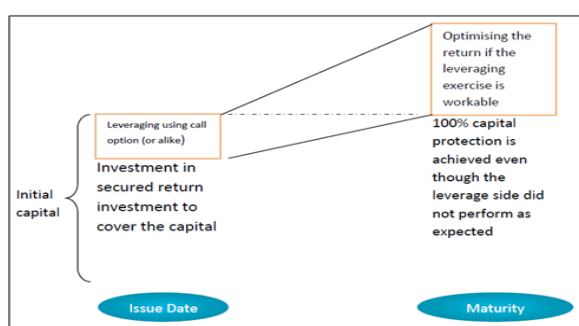 Optimising the
return if the
leveraging
exercise is
workable
Leveraging using call
option (or alike)
100% capital
protection is
achieved even
though the
leverage side did
not perform as
expected
Investment in
secured return
investment to
cover the capital
Initial
capital
Issue Date
Maturity